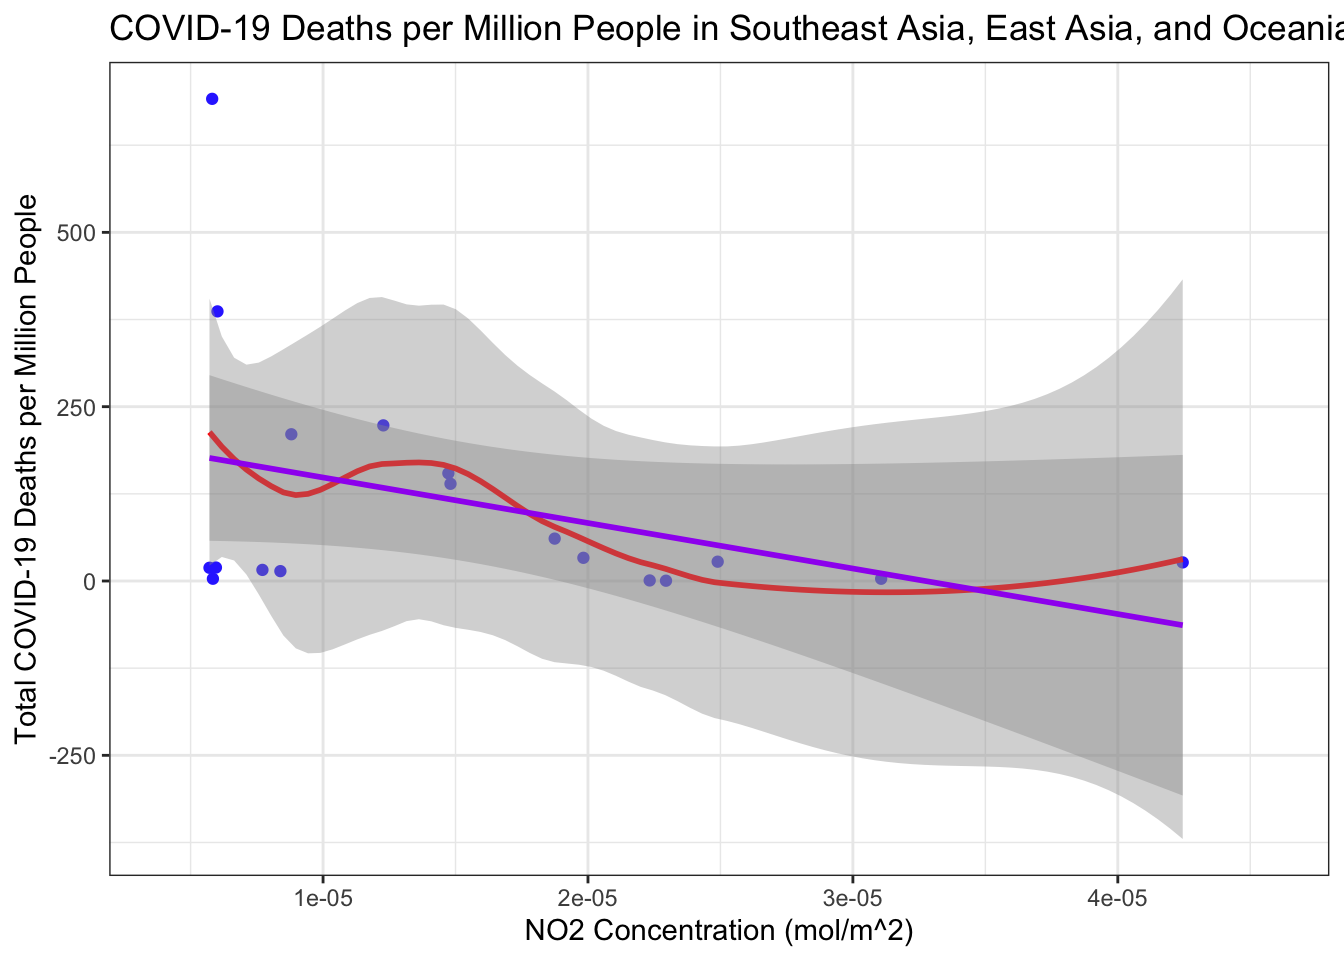 COVID-19 Deaths per Million People in Southeast Asia, East Asia, and Oceania
Total COVID-19 Deaths per Million People
500
250
0
-250
1e-05
2e-05
3e-05
4e-05
NO2 Concentration (mol/m^2)